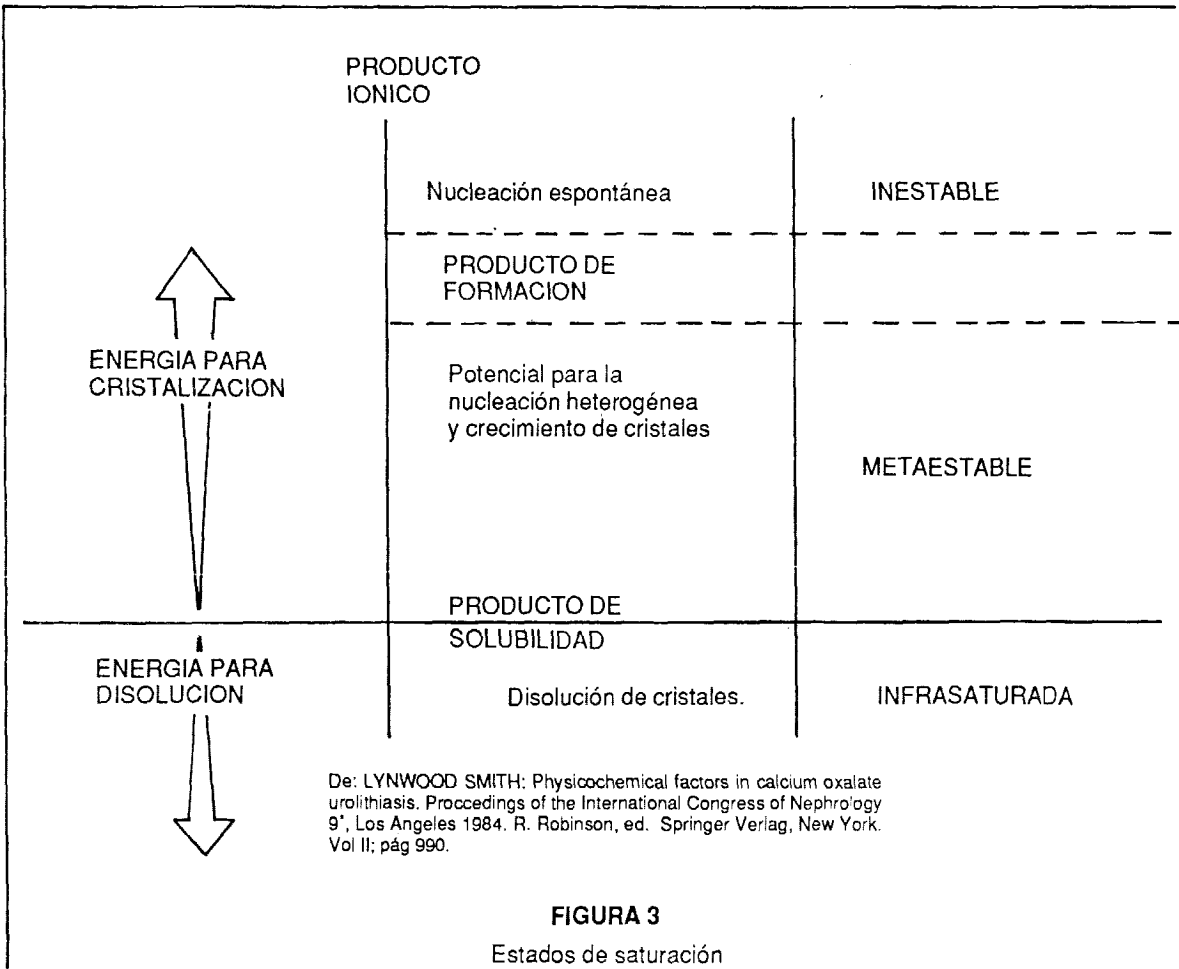 PRODUCTO
IONICO
Nucleación espontánea
INESTABLE
PRODUCTO DE
FORMACION
ENERGIA PARA
CRISTALIZACION
Potencial para la
nucleación heterogénea
y crecimiento de cristales
METAESTABLE
PRODUCTO DE
SOLUBILIDAD
ENERGIA PARA
DISOLUCION
Disolución de cristales.
INFRASATURADA
De: LYNWOOD SMITH: Physicochemical factors in calcium oxalate
urolithiasis. Proccedings of the International Congress of Nephrology
9°, Los Angeles 1984. R. Robinson, ed. Springer Verlag, New York.
Vol II; pág 990.
FIGURA 3
Estados de saturación